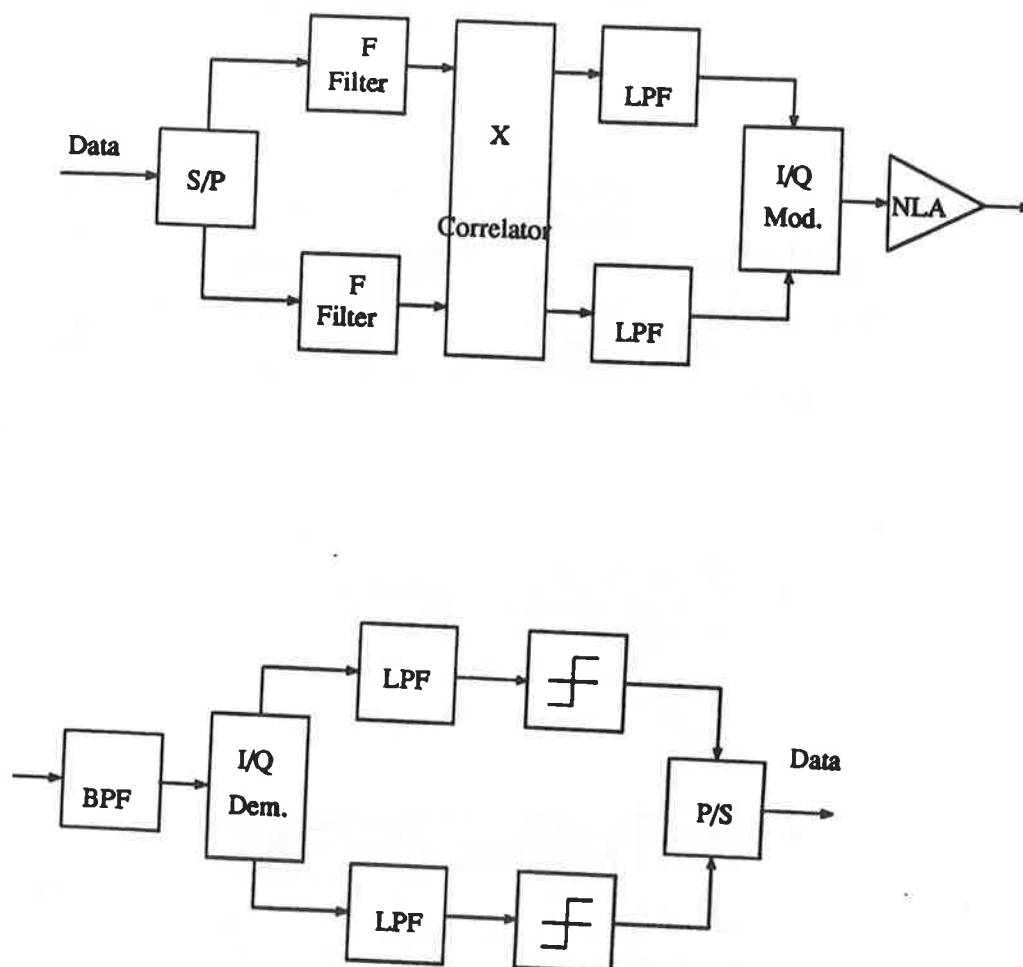 F
Filter
LPF
Data
S/P
X
Correlator
I/Q
Mod.
NLA
F
Filter
LPF
LPF
I/Q
Dem.
BPF
Data
P/S
LPF